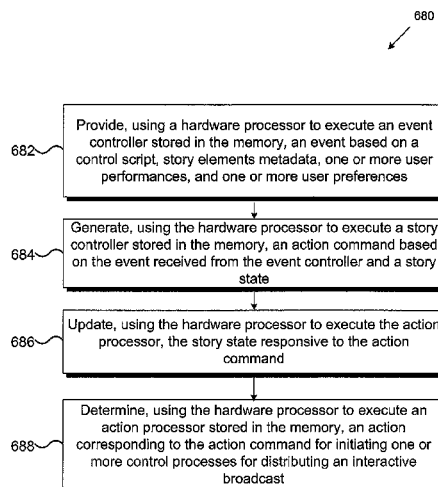 680
682
Provide, using a hardware processor to execute an event
controller stored in the memory, an event based on a
control script, story elements metadata, one or more user
performances, and one or more user preferences
684
Generate, using the hardware processor to execute a story
controller stored in the memory, an action command based
on the event received from the event controller and a story
state
686
Update, using the hardware processor to execute the action
processor, the story state responsive to the action
command
688
Determine, using the hardware processor to execute an
action processor stored in the memory, an action
corresponding to the action command for initiating one or
more control processes for distributing an interactive
broadcast